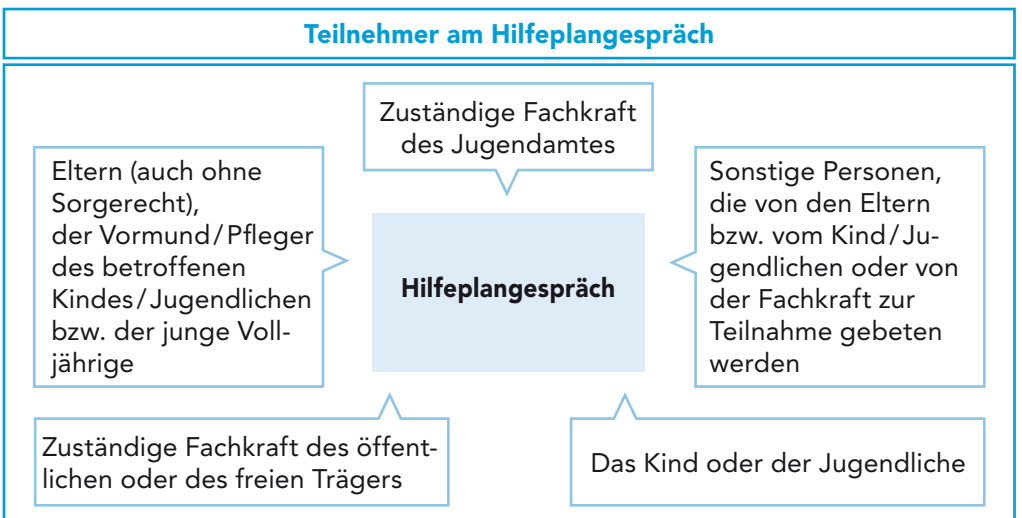 Teilnehmer am Hilfeplangespräch
Zuständige Fachkraft
des Jugendamtes
Eltern (auch ohne
Sorgerecht),
der Vormund/Pfleger
des betroffenen
Kindes/Jugendlichen
bzw. der junge Voll-
jährige
Hilfeplangespräch
Sonstige Personen,
die von den Eltern
bzw. vom Kind/Ju-
gendlichen oder von
der Fachkraft zur
Teilnahme gebeten
werden
Zuständige Fachkraft des öffent-
lichen oder des freien Trägers
Das Kind oder der Jugendliche